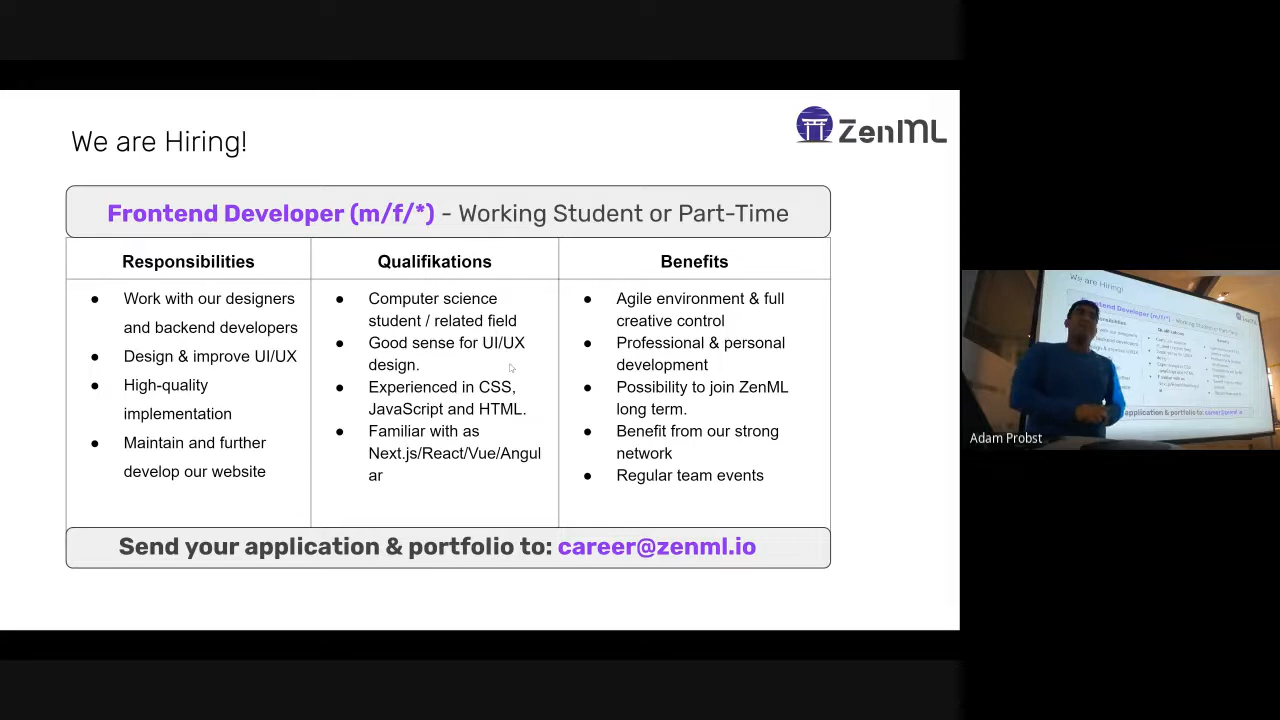 We are Hiring!
ZenML
Frontend Developer (m/f/*) - Working Student or Part-Time
Responsibilities
● Work with our designers
and backend developers
● Design & improve UI/UX
● High-quality
implementation
● Maintain and further
develop our website
Qualifikations
● Computer science
student / related field
● Good sense for UI/UX
design.
● Experienced in CSS,
JavaScript and HTML.
● Familiar with as
Next.js/React/Vue/Angul
ar
Benefits
● Agile environment & full
creative control
● Professional & personal
development
● Possibility to join ZenML
long term.
● Benefit from our strong
network
● Regular team events
Send your application & portfolio to: career@zenml.io
We are Hiring!
Adam Probst